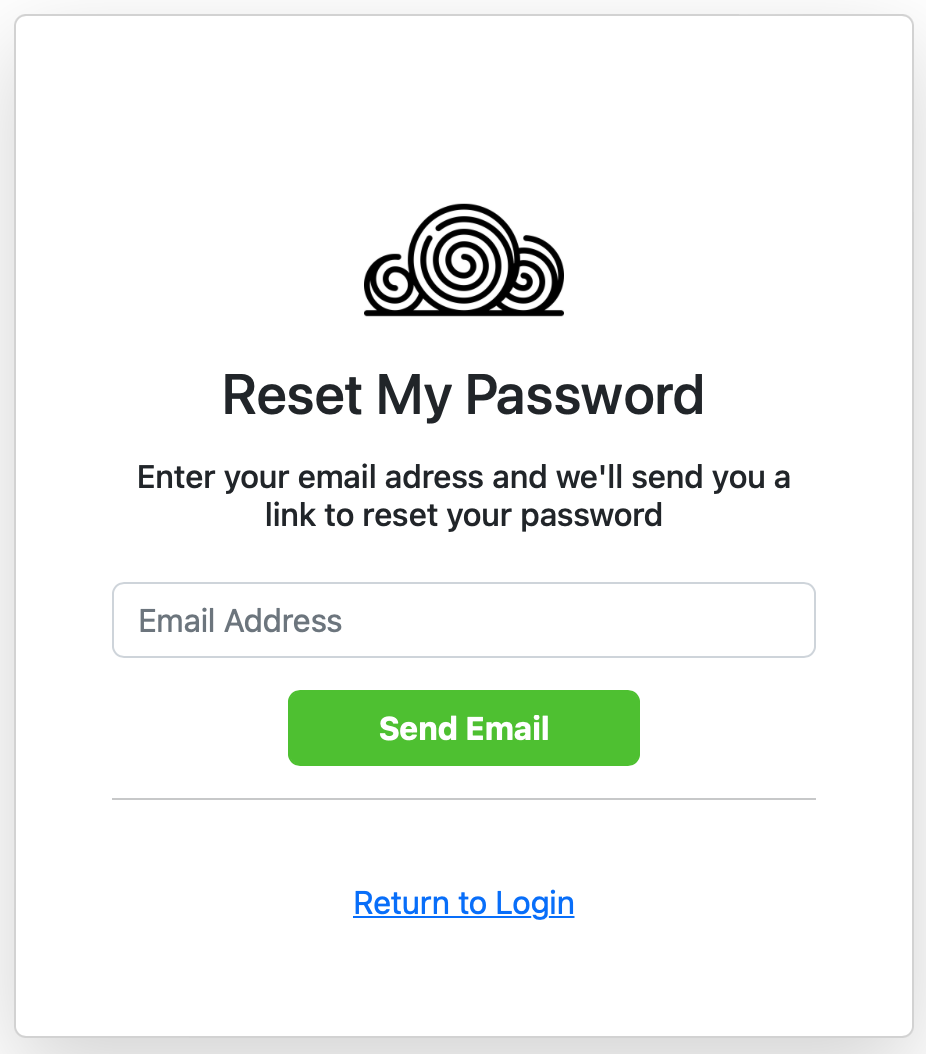 Reset My Password
Enter your email adress and we'll send you a
link to reset your password
Email Address
Send Email
Return to Login